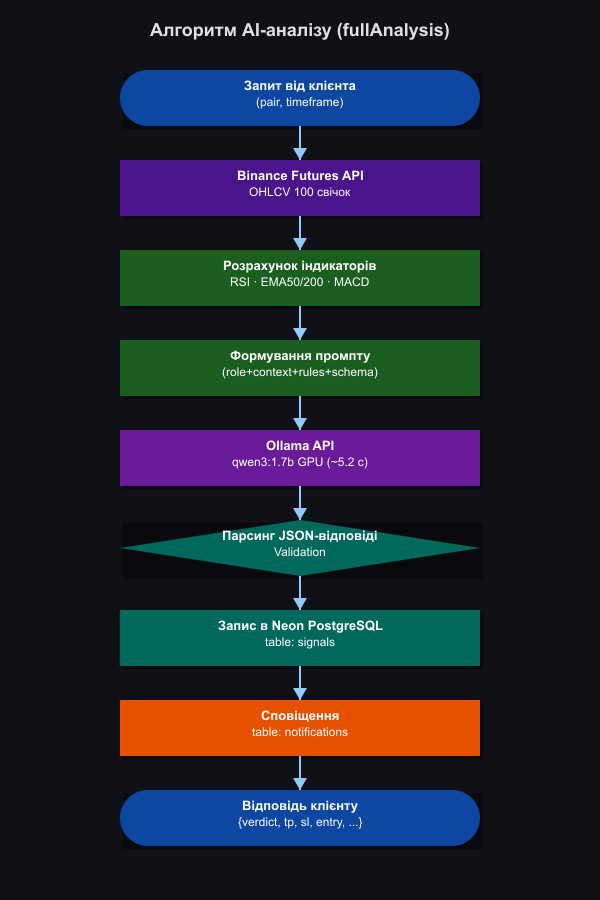 Алгоритм AI-аналізу (fullAnalysis)
Запит від клієнта
(pair, timeframe)
Binance Futures API
OHLCV 100 свічок
Розрахунок індикаторів
RSI · EMA50/200 · MACD
Формування промпту
(role+context+rules+schema)
Ollama API
qwen3:1.7b GPU (~5.2 с)
Парсинг JSON-відповіді
Validation
Запис в Neon PostgreSQL
table: signals
Сповіщення
table: notifications
Відповідь клієнту
{verdict, tp, sl, entry, ...}